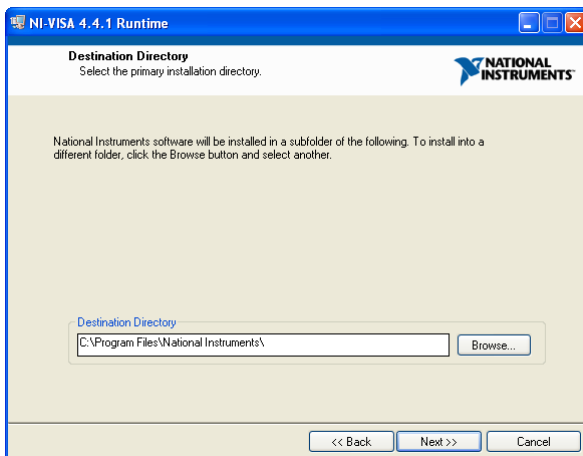 NI-VISA 4.4.1 Runtime
Destination Directory
Select the primary installation directory.
NATIONAL
INSTRUMENTS™
National Instruments software will be installed in a subfolder of the following. To install into a
different folder, click the Browse button and select another.
Destination Directory
C:\Program Files\National Instruments\
Browse...
<< Back
Next >>
Cancel